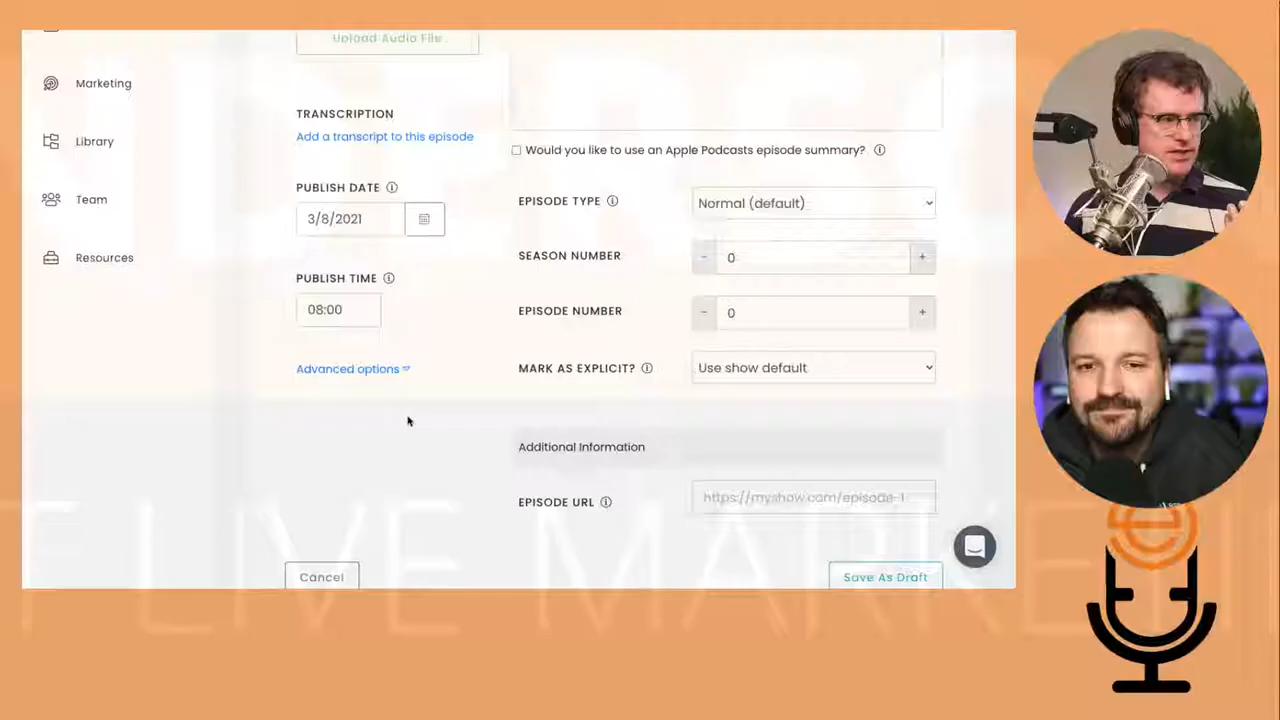 Upload Audio File
Marketing
Library
Team
Resources
TRANSCRIPTION
Add a transcript to this episode
PUBLISH DATE
3/8/2021
PUBLISH TIME
08:00
Advanced options
Would you like to use an Apple Podcasts episode summary?
EPISODE TYPE
Normal (default)
SEASON NUMBER
- 0 +
EPISODE NUMBER
- 0 +
MARK AS EXPLICIT?
Use show default
Additional Information
EPISODE URL
https://myshow.com/episode-1
Cancel
Save As Draft
LIVE MARKE